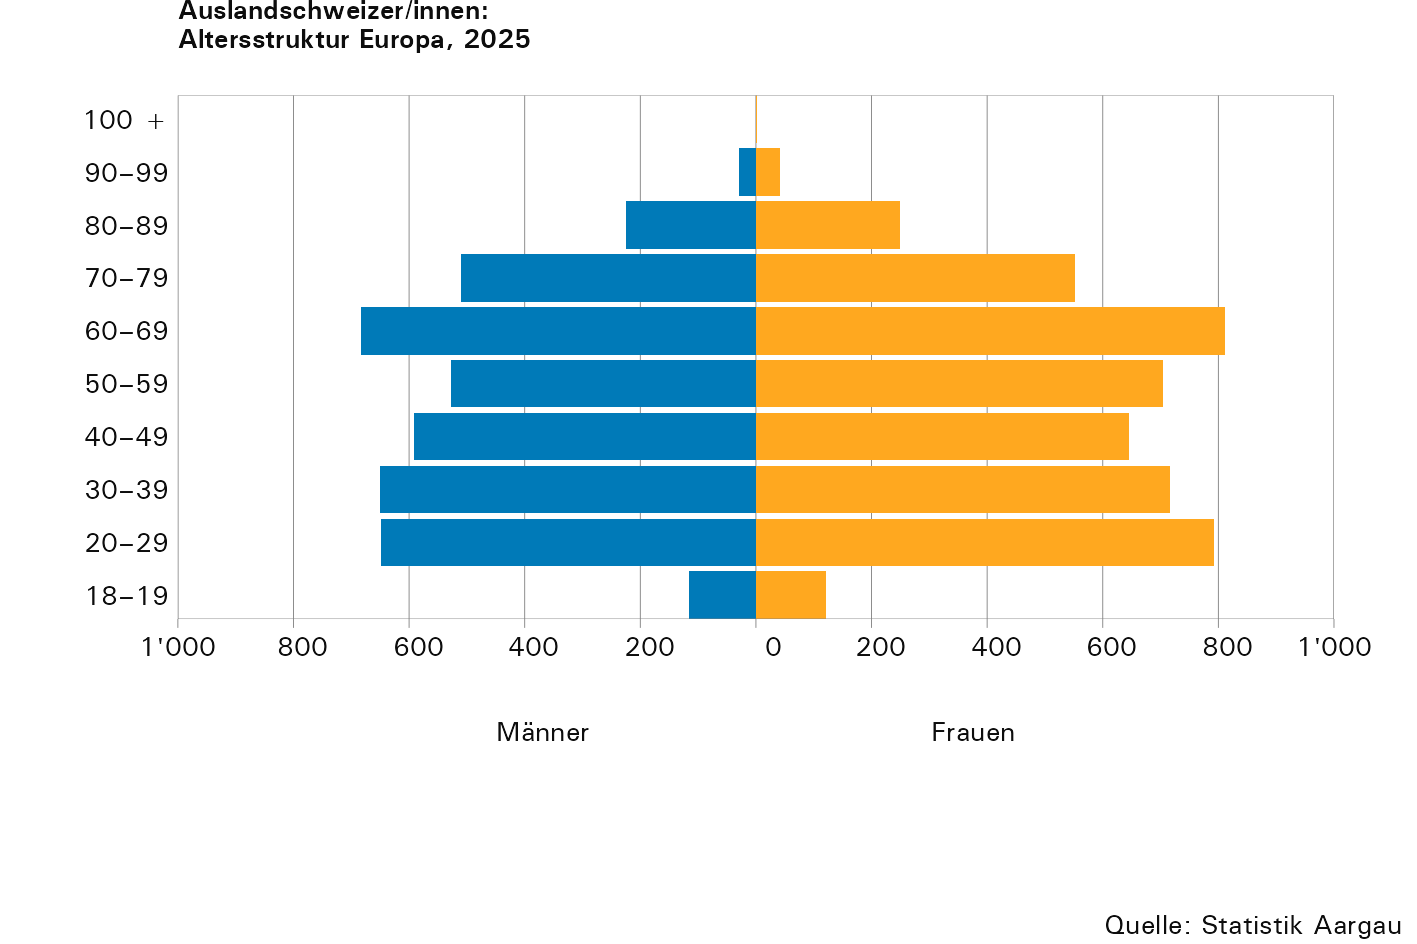 Auslandschweizer/innen:
Altersstruktur Europa, 2025
100 +
90–99
80–89
70–79
60–69
50–59
40–49
30–39
20–29
18–19
1'000 800 600 400 200 0 200 400 600 800 1'000
Männer Frauen
Quelle: Statistik Aargau